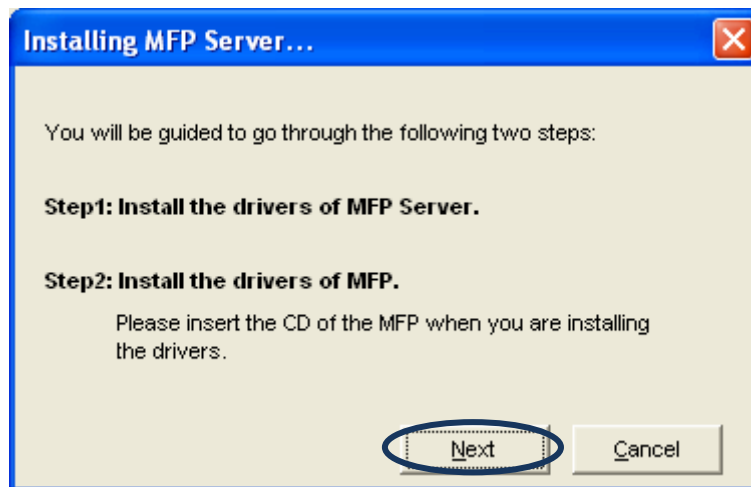 Installing MFP Server...
You will be guided to go through the following two steps:
Step1: Install the drivers of MFP Server.
Step2: Install the drivers of MFP.
Please insert the CD of the MFP when you are installing
the drivers.
Next Cancel